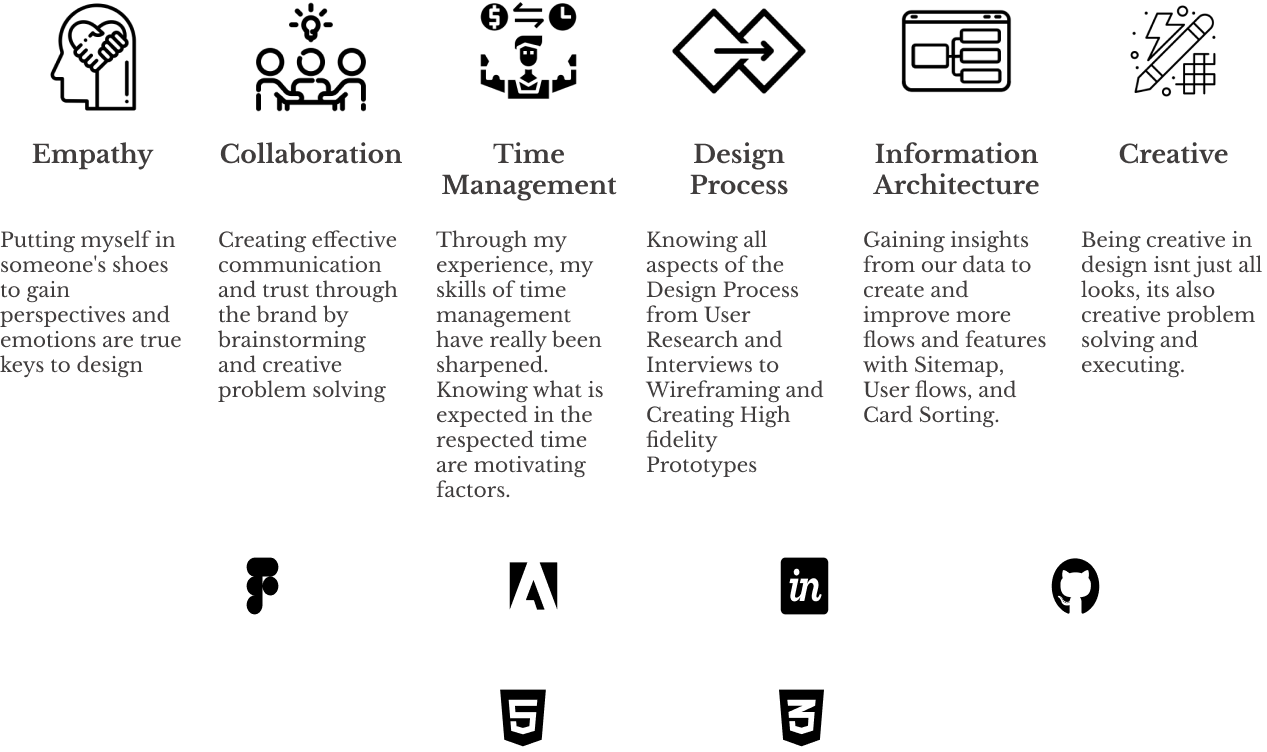 Empathy
Putting myself in
someone's shoes
to gain
perspectives and
emotions are true
keys to design
Collaboration
Creating effective
communication
and trust through
the brand by
brainstorming
and creative
problem solving
$
Time
Management
Through my
experience, my
skills of time
management
have really been
sharpened.
Knowing what is
expected in the
respected time
are motivating
factors.
Design
Process
Knowing all
aspects of the
Design Process
from User
Research and
Interviews to
Wireframing and
Creating High
fidelity
Prototypes
Information
Architecture
Gaining insights
from our data to
create and
improve more
flows and features
with Sitemap,
User flows, and
Card Sorting.
Creative
Being creative in
design isnt just all
looks, its also
creative problem
solving and
executing.
in
5
3